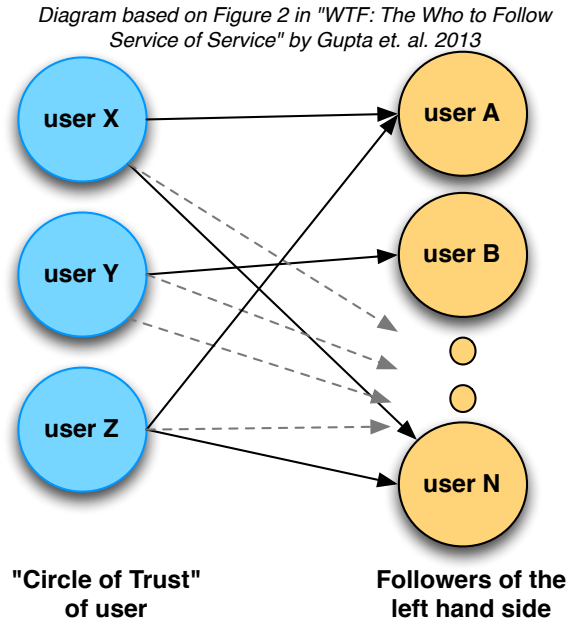 Diagram based on Figure 2 in "WTF: The Who to Follow
Service of Service" by Gupta et. al. 2013
user X
user A
user Y
user B
user Z
user N
"Circle of Trust"
of user
Followers of the
left hand side